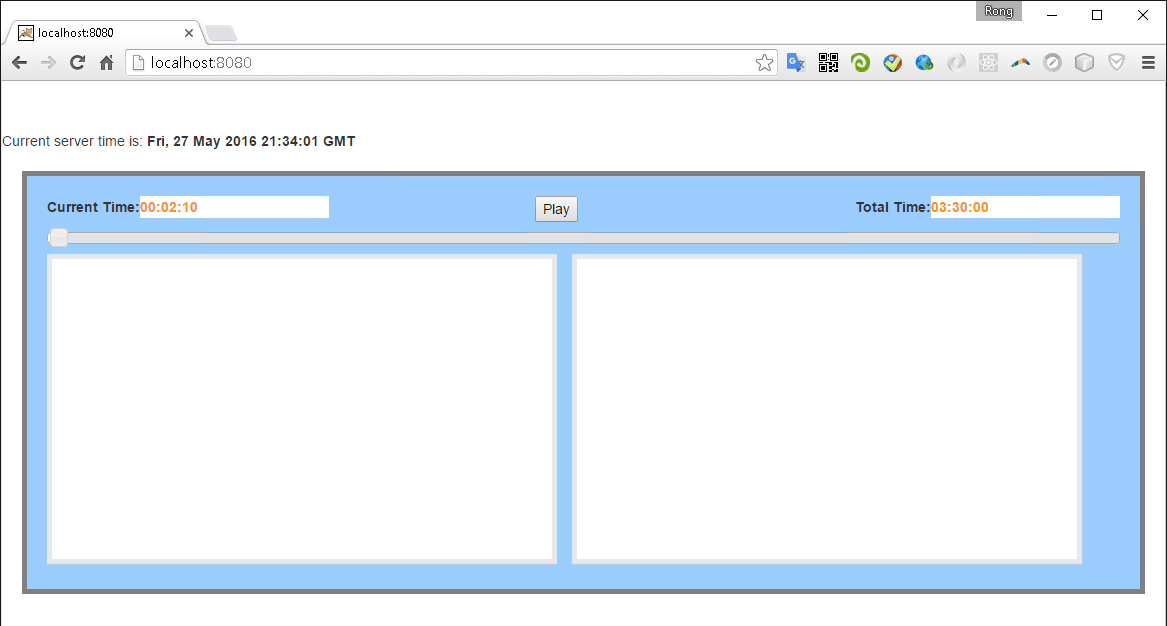 Rong
localhost:8080
localhost:8080
Current server time is: Fri, 27 May 2016 21:34:01 GMT
Current Time:00:02:10 Play Total Time:03:30:00